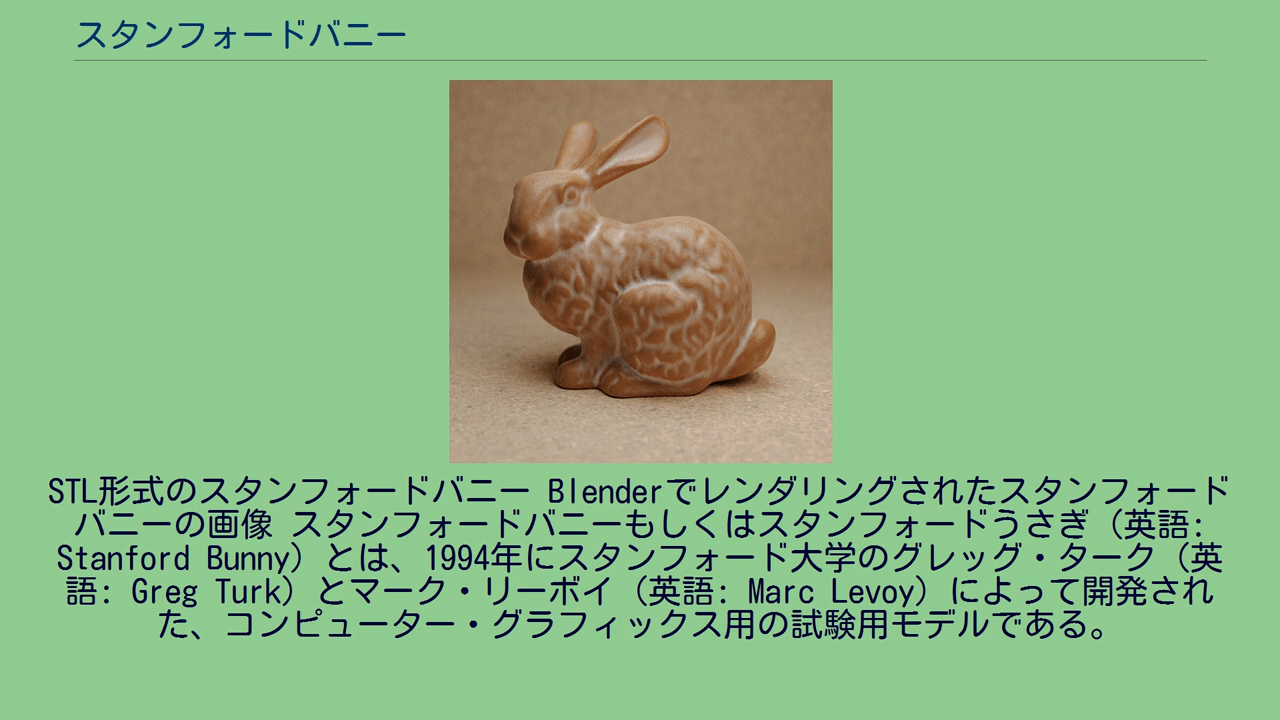 スタンフォードバニー
STL形式のスタンフォードバニー Blenderでレンダリングされたスタンフォード
バニーの画像 スタンフォードバニーもしくはスタンフォードうさぎ（英語:
Stanford Bunny）とは、1994年にスタンフォード大学のグレッグ・ターク（英
語: Greg Turk）とマーク・リーボイ（英語: Marc Levoy）によって開発され
た、コンピューター・グラフィックス用の試験用モデルである。